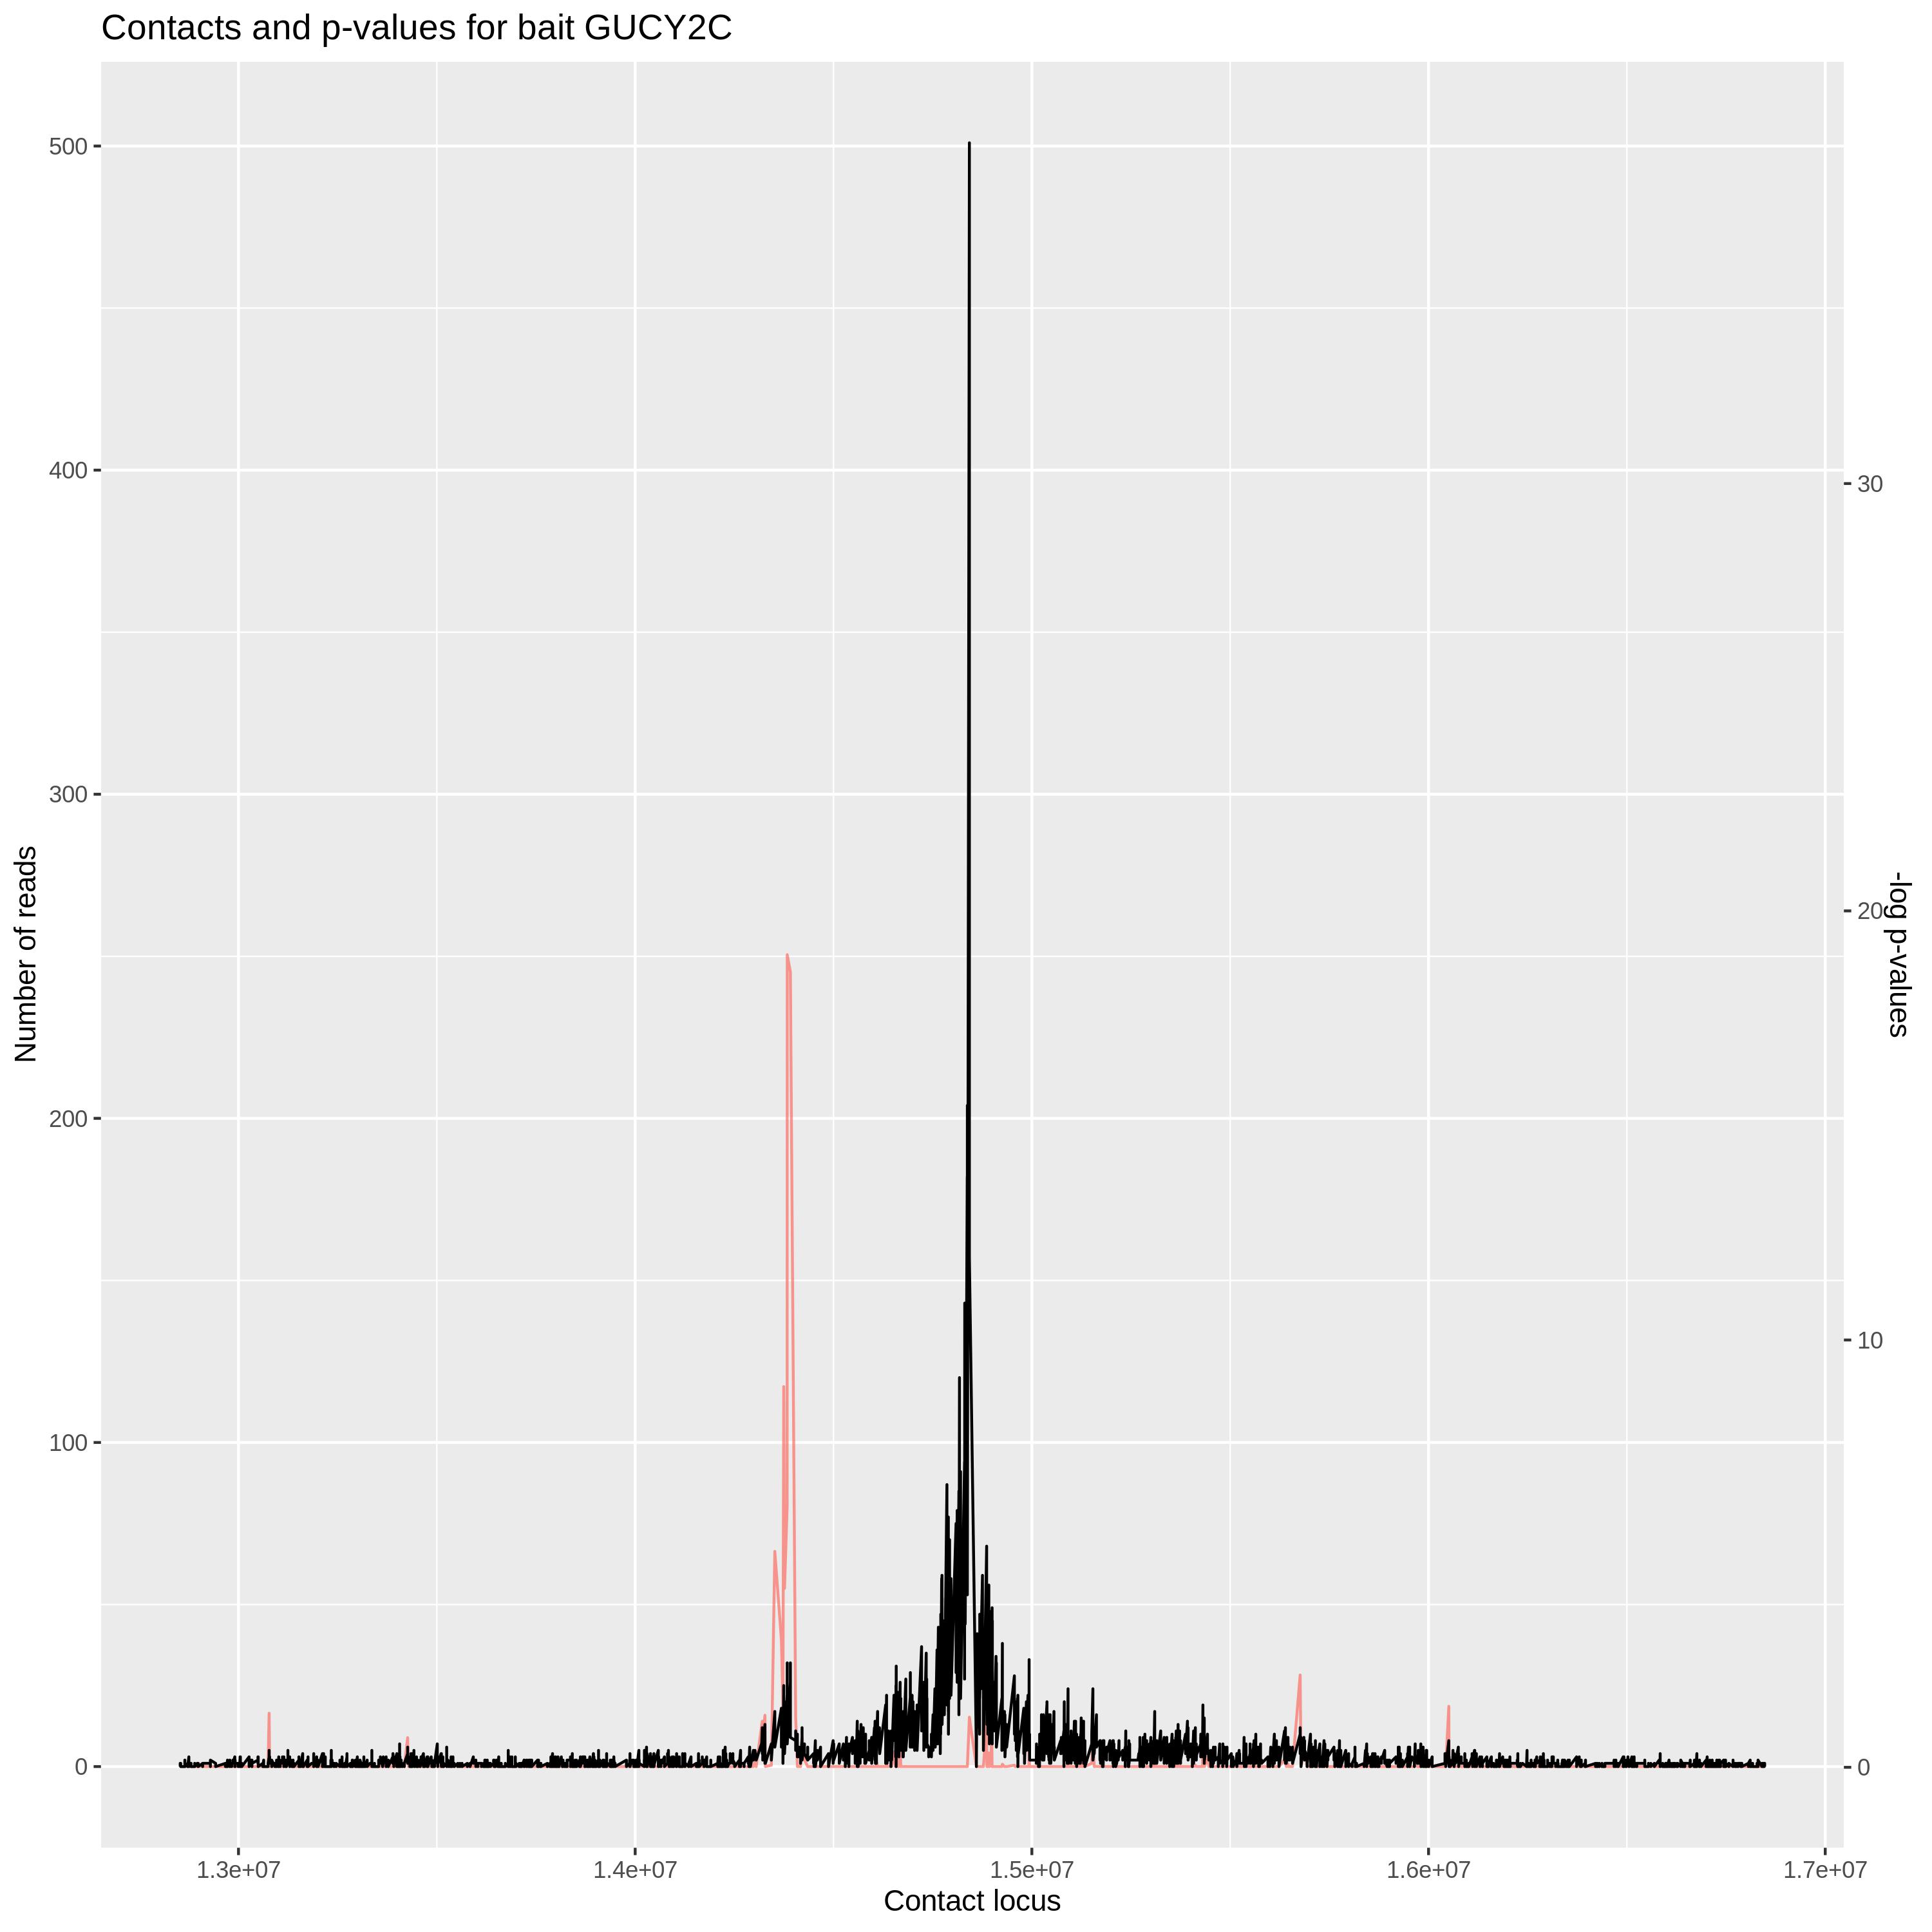 Contacts and p-values for bait GUCY2C
500
400
300
200
100
0
Number of reads
30
20
10
0
-log p-values
1.3e+07
1.4e+07
1.5e+07
1.6e+07
1.7e+07
Contact locus